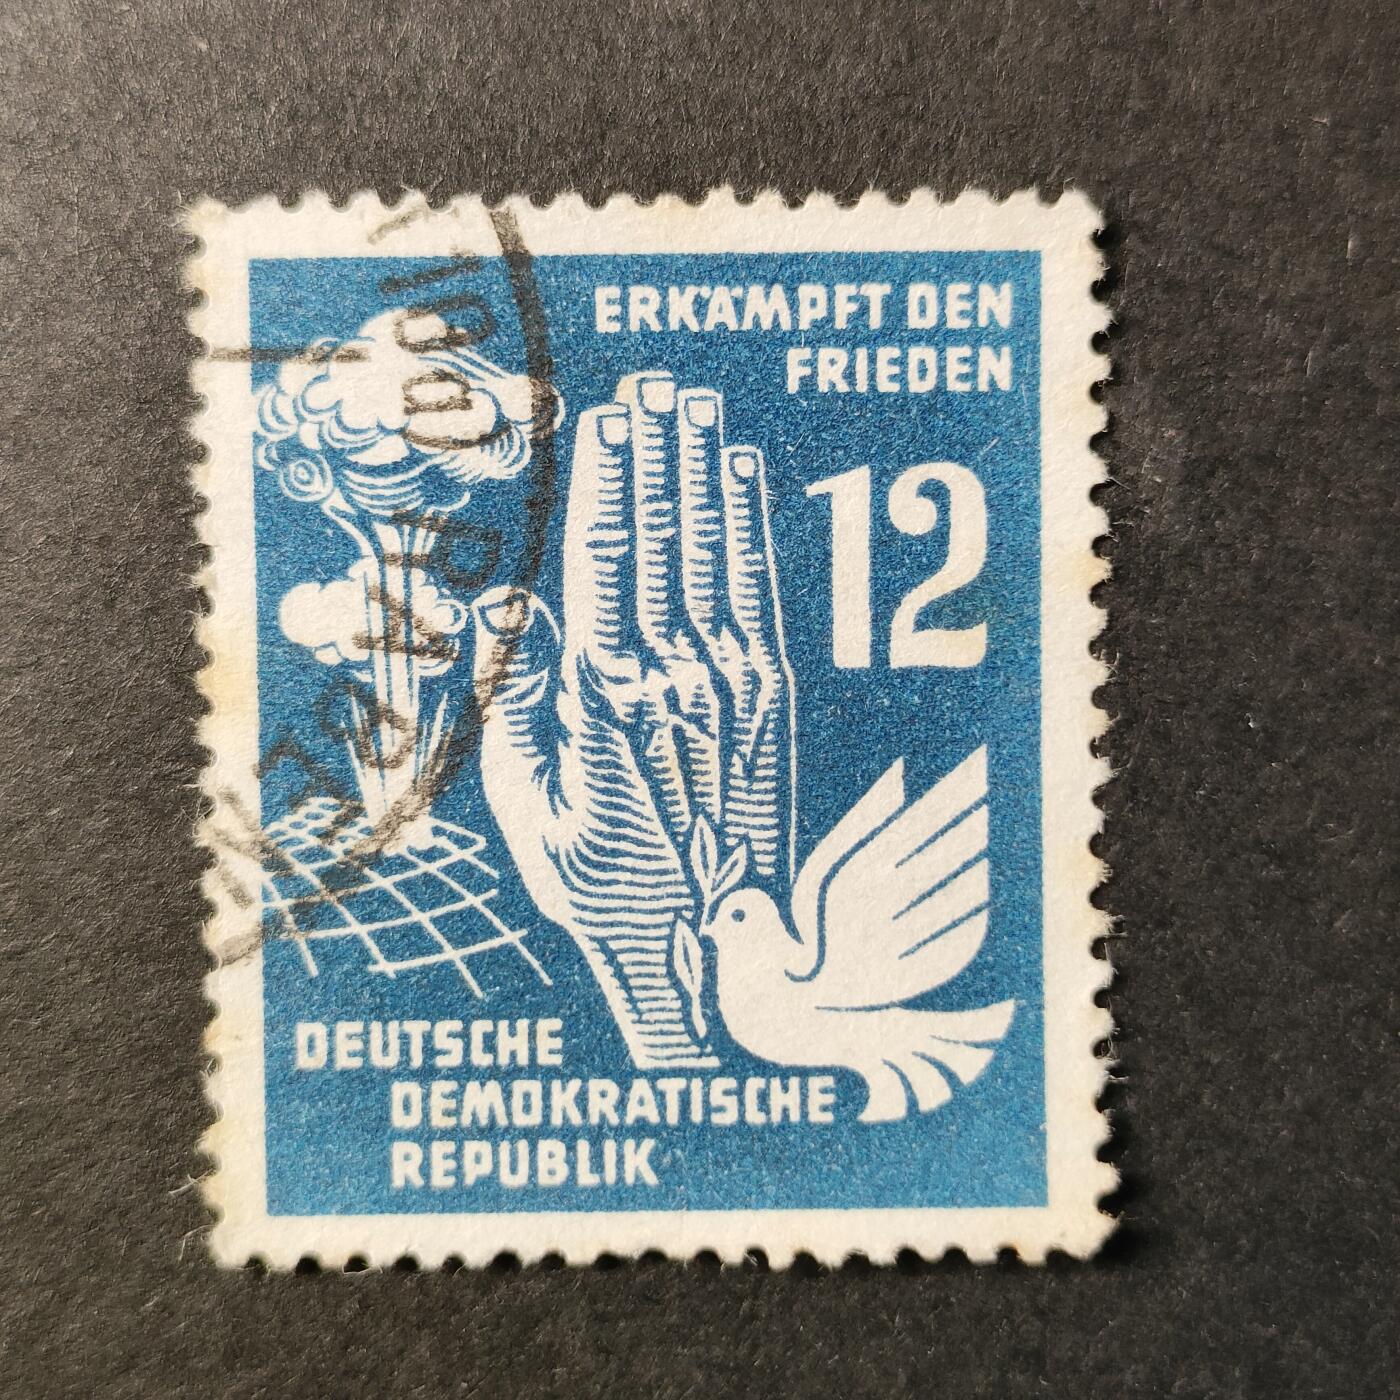 ERKÄMPFT DEN
FRIEDEN
12
DEUTSCHE
DEMOKRATISCHE
REPUBLIK